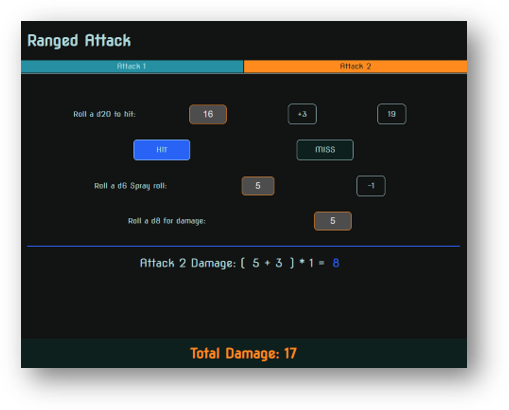 Ranged Attack
Attack 1 Attack 2
Roll a d20 to hit: 16 +3 19
HIT MISS
Roll a d6 Spray roll: 5 -1
Roll a d8 for damage: 5
Attack 2 Damage: ( 5 + 3 ) * 1 = 8
Total Damage: 17